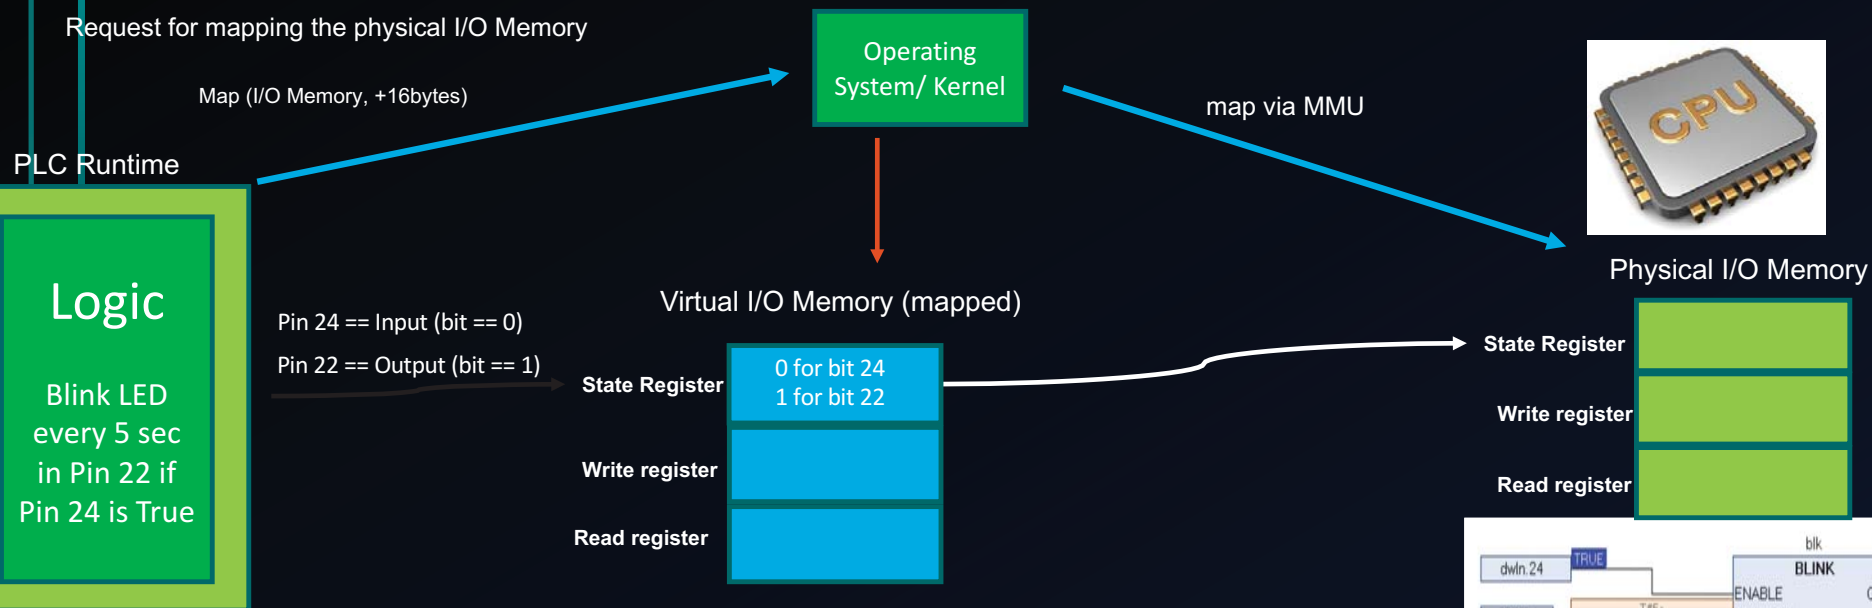 Request for mapping the physical I/O Memory
Map (I/O Memory, +16bytes)
Operating
System/ Kernel
map via MMU
CPU
PLC Runtime
Logic
Blink LED
every 5 sec
in Pin 22 if
Pin 24 is True
Pin 24 == Input (bit == 0)
Pin 22 == Output (bit == 1)
Virtual I/O Memory (mapped)
State Register
0 for bit 24
1 for bit 22
Write register
Read register
Physical I/O Memory
State Register
Write register
Read register
dwIn.24
TRUE
blk
BLINK
ENABLE